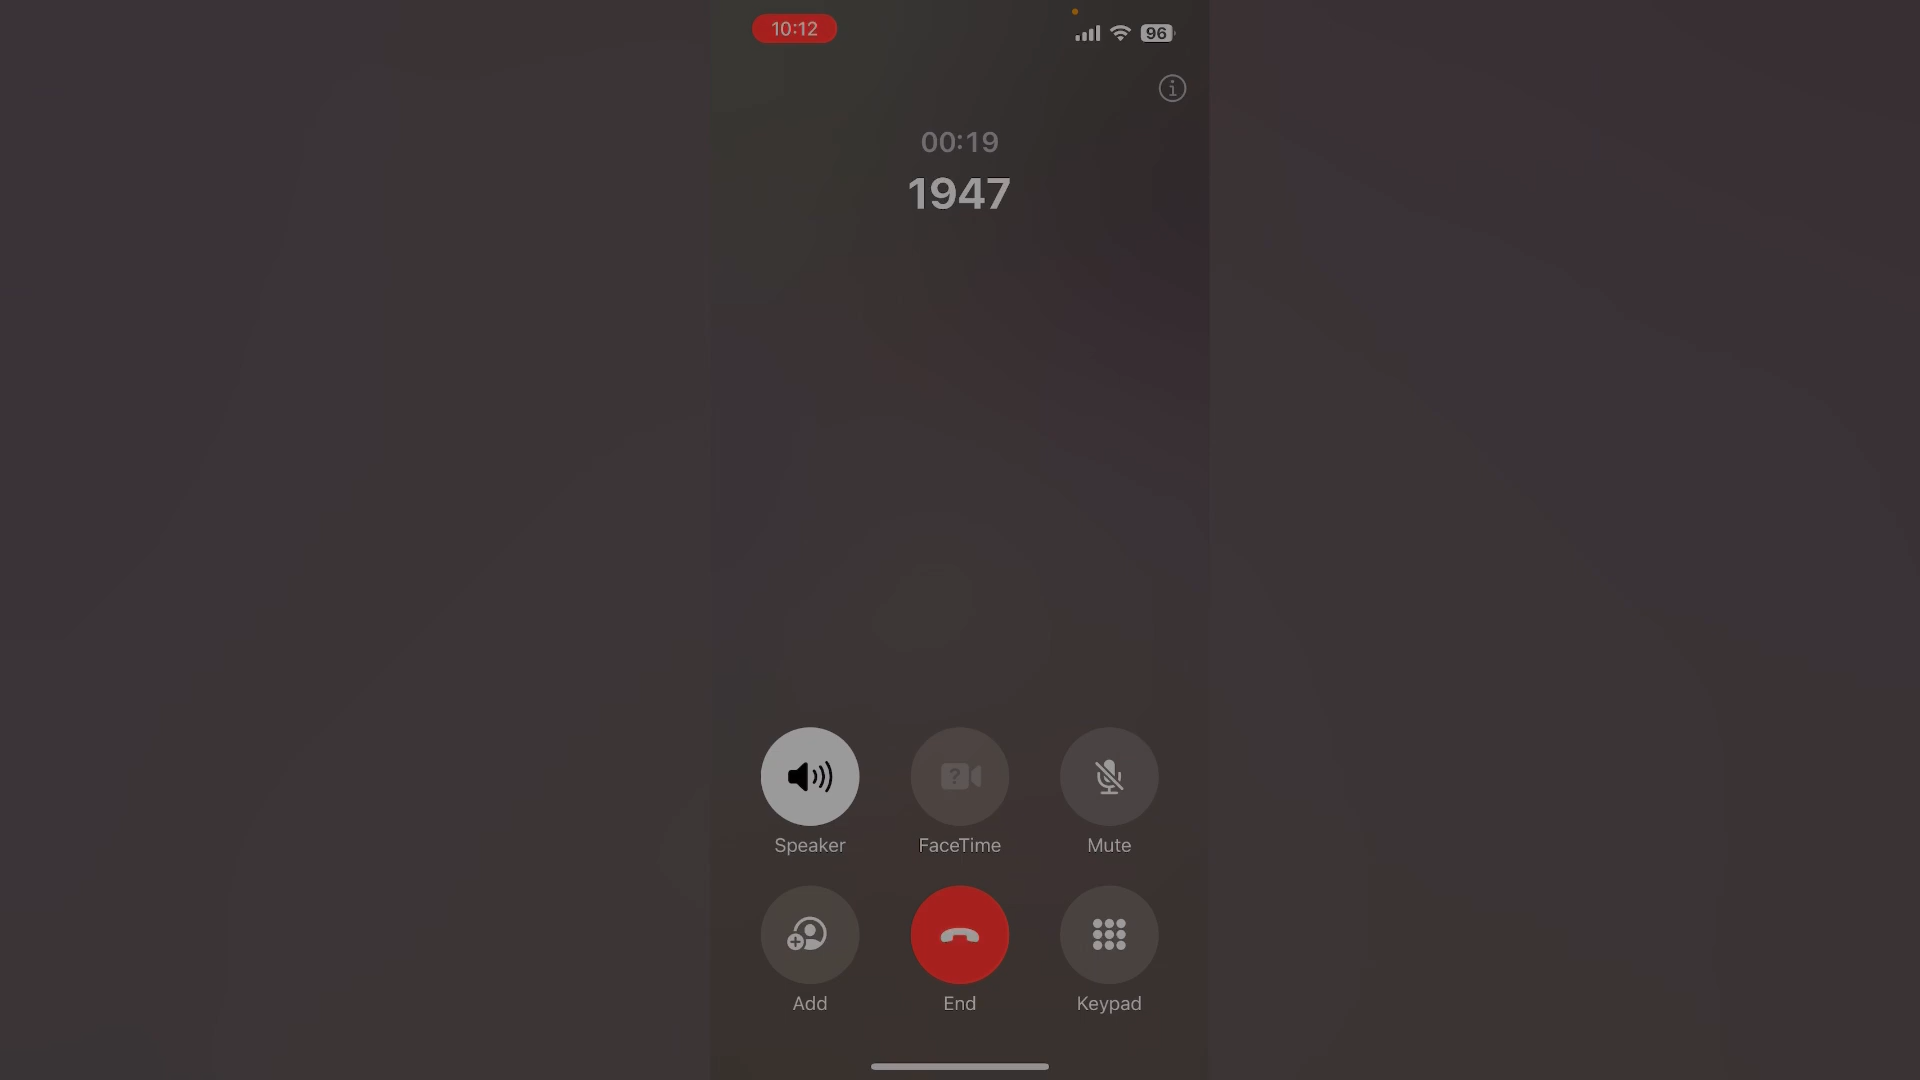 10:12
96
00:19
1947
Speaker
FaceTime
Mute
Add
End
Keypad